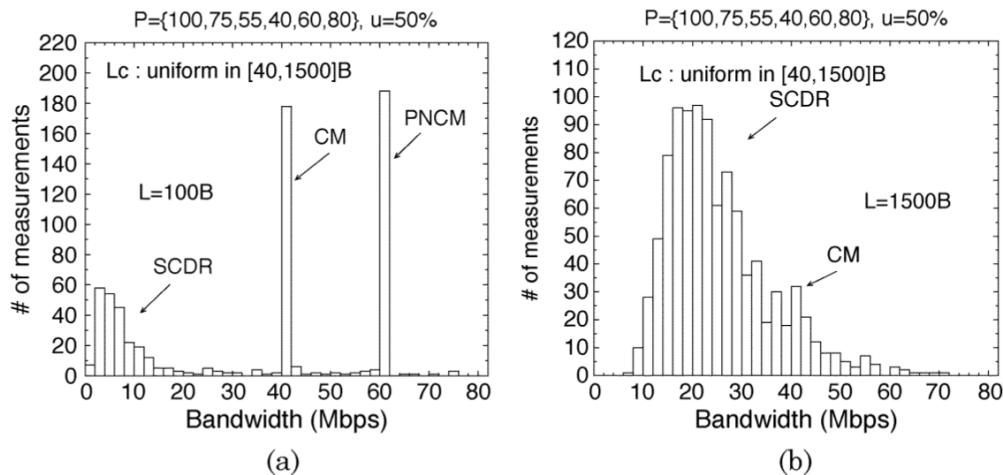 P={100,75,55,40,60,80}, u=50%
200
180
160
140
120
100
80
60
40
20
0
# of measurements
Lc : uniform in [40,1500]B
CM
PNCM
L=100B
SCDR
0 10 20 30 40 50 60 70 80
Bandwidth (Mbps)
(a)
P={100,75,55,40,60,80}, u=50%
120
110
100
90
80
70
60
50
40
30
20
10
0
# of measurements
Lc : uniform in [40,1500]B
SCDR
L=1500B
CM
0 10 20 30 40 50 60 70 80
Bandwidth (Mbps)
(b)